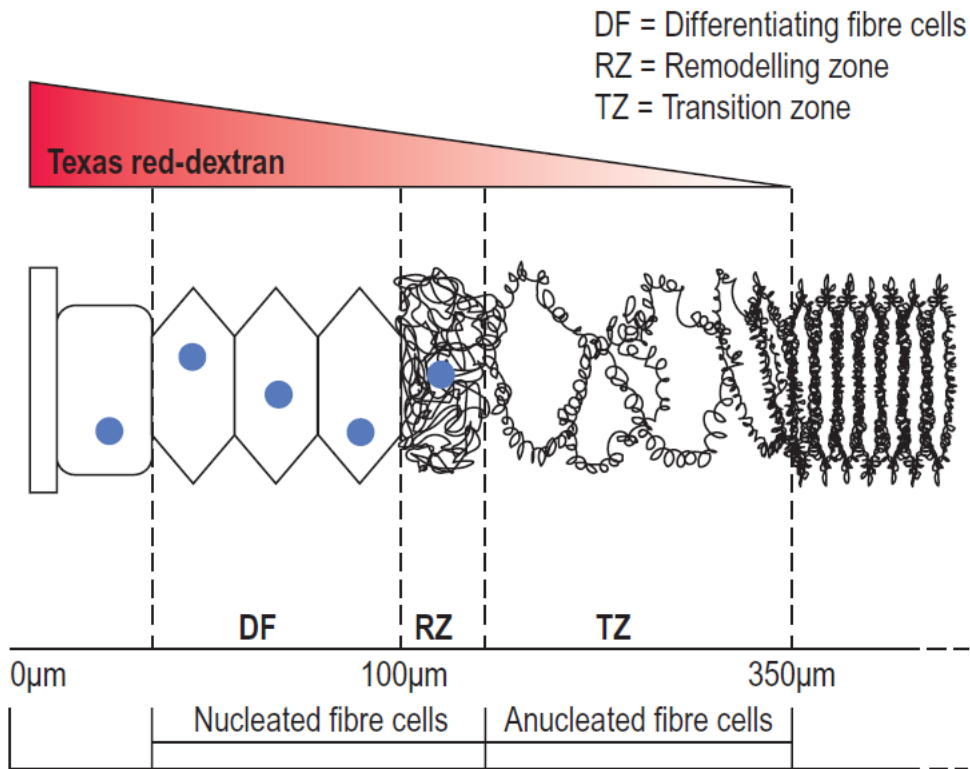 DF = Differentiating fibre cells
RZ = Remodelling zone
TZ = Transition zone
Texas red-dextran
DF RZ TZ
0μm 100μm 350μm
Nucleated fibre cells Anucleated fibre cells